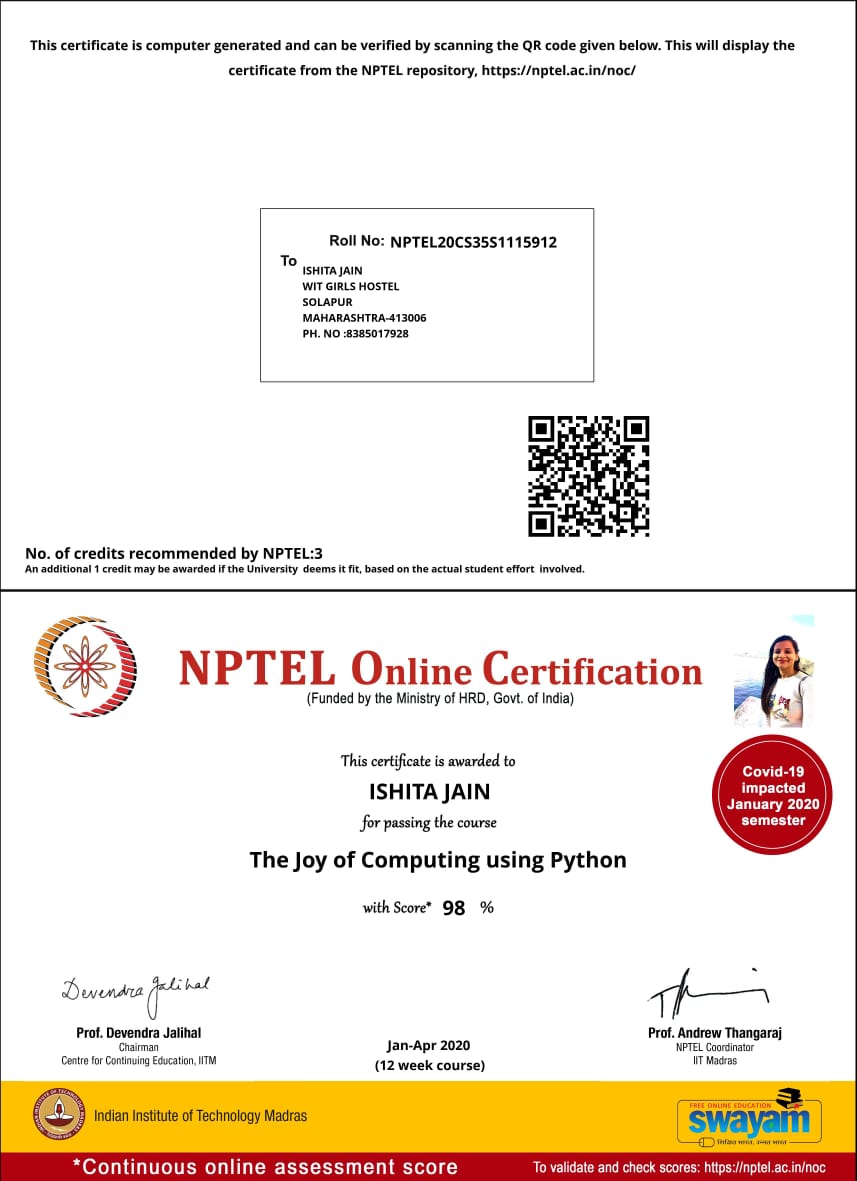 This certificate is computer generated and can be verified by scanning the QR code given below. This will display the
certificate from the NPTEL repository, https://nptel.ac.in/noc/
Roll No: NPTEL20CS35S1115912
To
ISHITA JAIN
WIT GIRLS HOSTEL
SOLAPUR
MAHARASHTRA-413006
PH. NO :8385017928
No. of credits recommended by NPTEL:3
An additional 1 credit may be awarded if the University deems it fit, based on the actual student effort involved.
NPTEL Online Certification
(Funded by the Ministry of HRD, Govt. of India)
This certificate is awarded to
ISHITA JAIN
for passing the course
The Joy of Computing using Python
with Score* 98 %
Covid-19
impacted
January 2020
semester
Devendra Jalihal
Prof. Devendra Jalihal
Chairman
Centre for Continuing Education, IITM
Jan-Apr 2020
(12 week course)
Prof. Andrew Thangaraj
NPTEL Coordinator
IIT Madras
Indian Institute of Technology Madras
FREE ONLINE EDUCATION
swayam
शिक्षित भारत, उन्नत भारत
*Continuous online assessment score
To validate and check scores: https://nptel.ac.in/noc